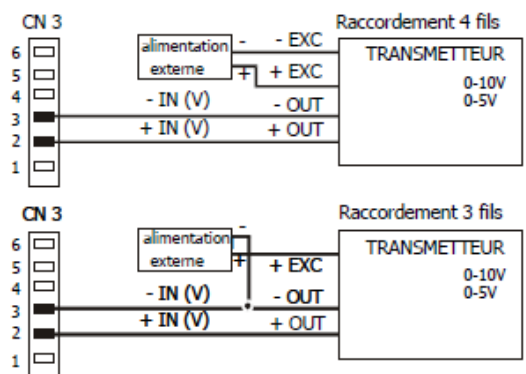 CN 3
Raccordement 4 fils
6
5
4
3
2
1
alimentation
externe
-
+
- EXC
+ EXC
- IN (V)
+ IN (V)
- OUT
+ OUT
TRANSMETTEUR
0-10V
0-5V
CN 3
Raccordement 3 fils
6
5
4
3
2
1
alimentation
externe
-
+
+ EXC
- IN (V)
+ IN (V)
- OUT
+ OUT
TRANSMETTEUR
0-10V
0-5V